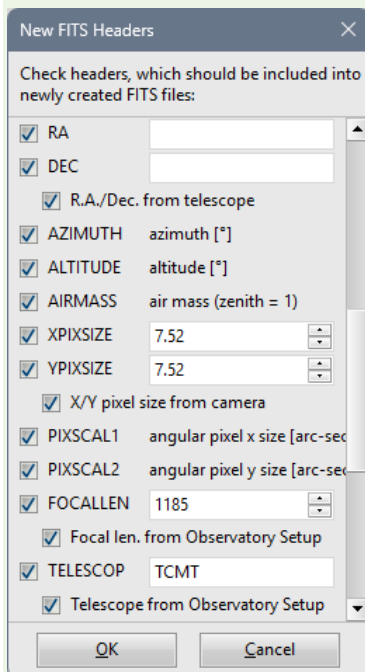 New FITS Headers
Check headers, which should be included into
newly created FITS files:
RA
DEC
R.A./Dec. from telescope
AZIMUTH azimuth [°]
ALTITUDE altitude [°]
AIRMASS air mass (zenith = 1)
XPIXSIZE 7.52
YPIXSIZE 7.52
X/Y pixel size from camera
PIXSCAL1 angular pixel x size [arc-sec
PIXSCAL2 angular pixel y size [arc-sec
FOCALLEN 1185
Focal len. from Observatory Setup
TELESCOP TCMT
Telescope from Observatory Setup
OK Cancel